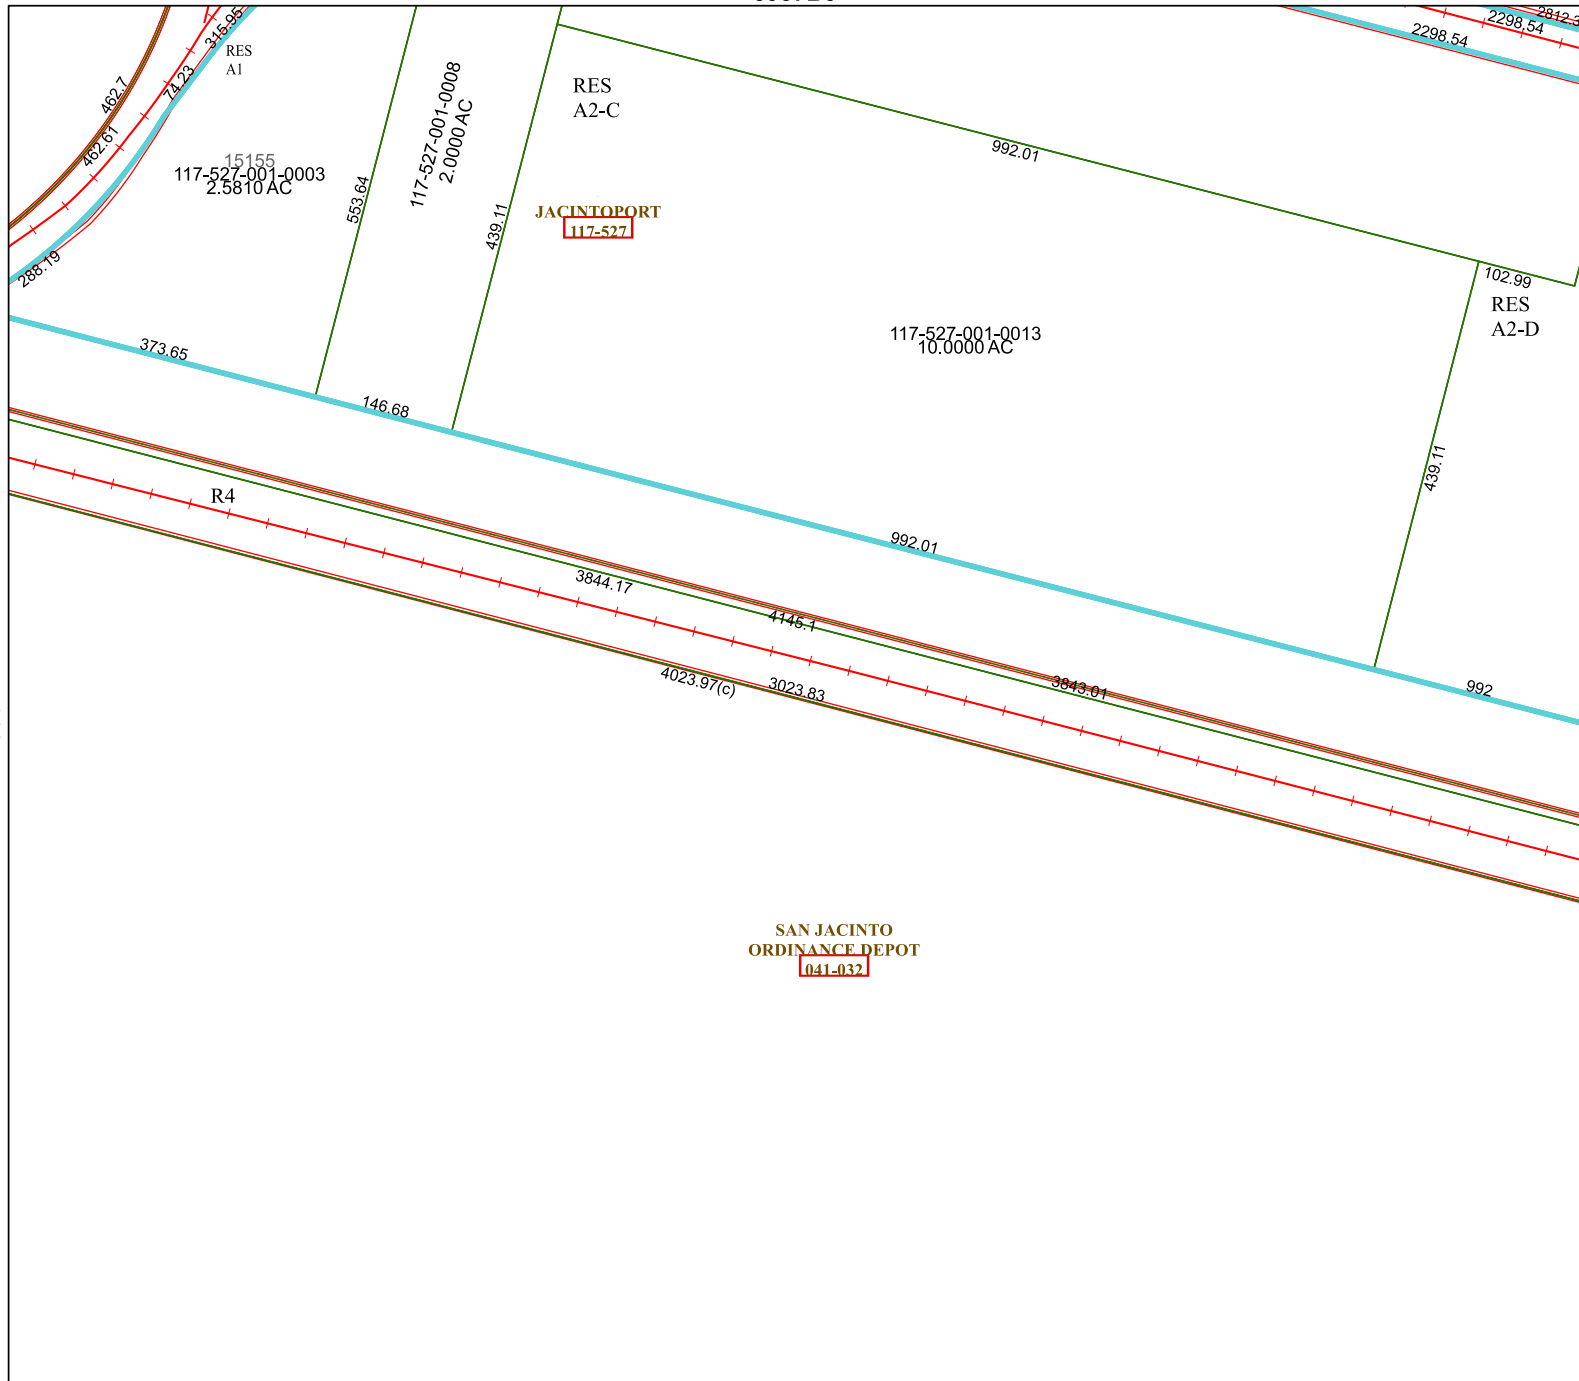 315.95
2298.54
2298.54
RES
A1
462.7
74.23
462.61
15155
117-527-001-0003
2.5810 AC
288.19
553.64
117-527-001-0008
2.0000 AC
439.11
RES
A2-C
JACINTOPORT
117-527
992.01
102.99
RES
A2-D
117-527-001-0013
10.0000 AC
373.65
146.68
439.11
R4
992.01
3844.17
4145.1
4023.97(c)
3023.83
3843.01
992
SAN JACINTO
ORDINANCE DEPOT
041-032